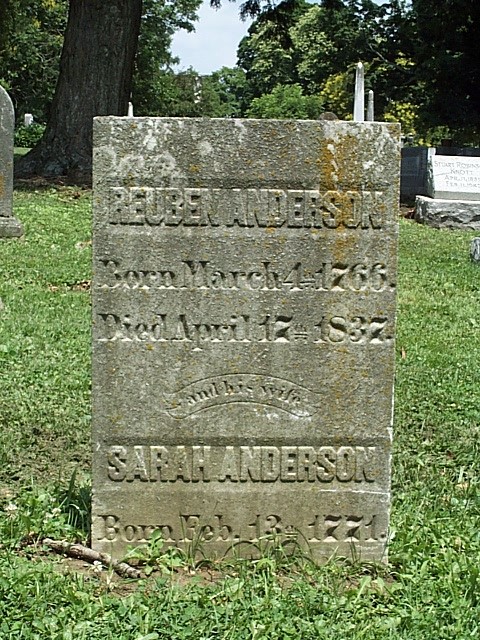 REUBEN ANDERSON
Born March 4th 1766.
Died April 17th 1837.
and his wife
SARAH ANDERSON
Born Feb. 13th 1771.